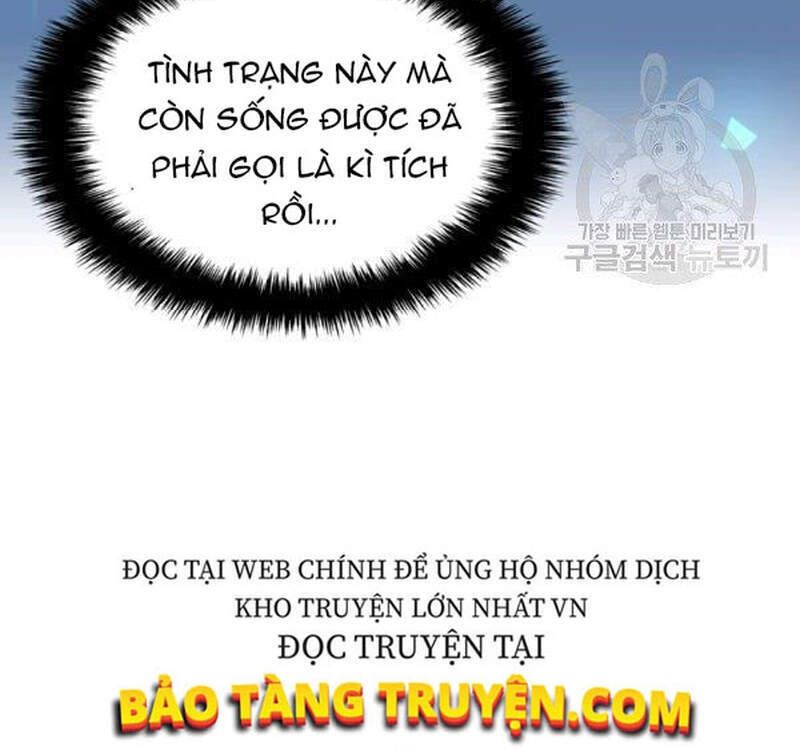 TÌNH TRẠNG NÀY MÀ
CÒN SỐNG ĐƯỢC ĐÃ
PHẢI GỌI LÀ KÌ TÍCH
RỒI...
가장 빠른 웹툰 미리보기
구글검색 뉴토끼
ĐỌC TẠI WEB CHÍNH ĐỂ ỦNG HỘ NHÓM DỊCH
KHO TRUYỆN LỚN NHẤT VN
ĐỌC TRUYỆN TẠI
BẢO TÀNG TRUYỆN.COM